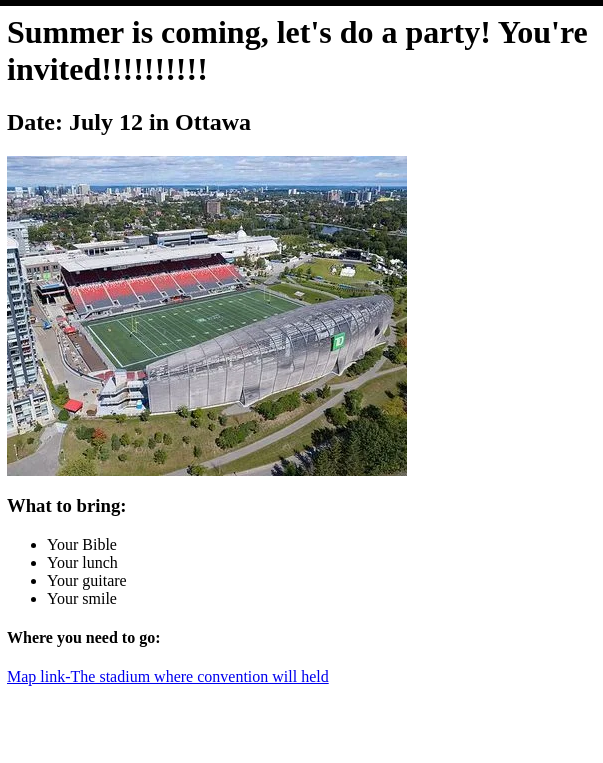 Summer is coming, let's do a party! You're
invited!!!!!!!!!!
Date: July 12 in Ottawa
TD
What to bring:
Your Bible
Your lunch
Your guitare
Your smile
Where you need to go:
Map link-The stadium where convention will held